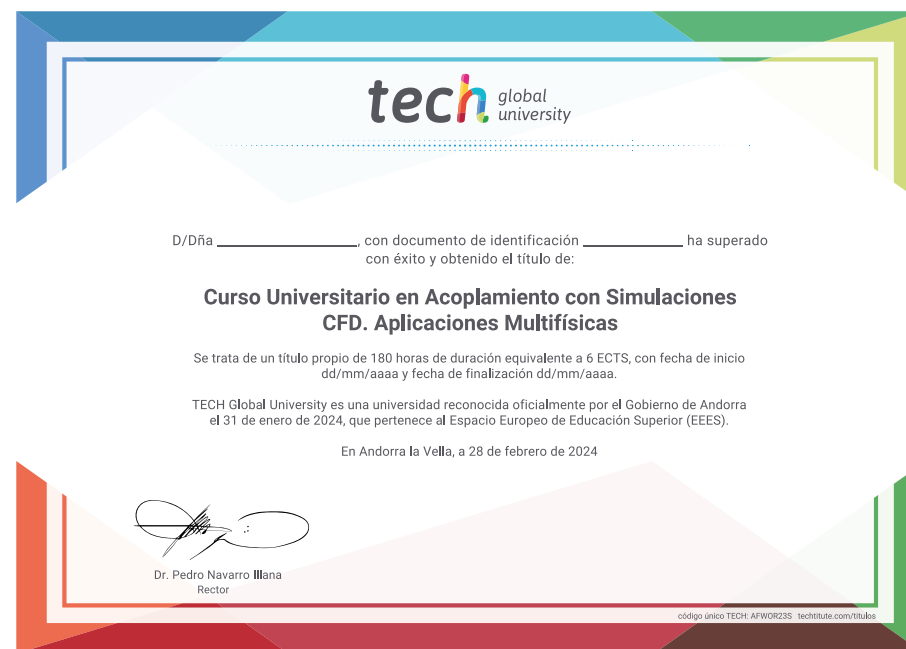 tech global
university
D/Dña ____________________, con documento de identificación ______________ ha superado
con éxito y obtenido el título de:
Curso Universitario en Acoplamiento con Simulaciones
CFD. Aplicaciones Multifísicas
Se trata de un título propio de 180 horas de duración equivalente a 6 ECTS, con fecha de inicio
dd/mm/aaaa y fecha de finalización dd/mm/aaaa.
TECH Global University es una universidad reconocida oficialmente por el Gobierno de Andorra
el 31 de enero de 2024, que pertenece al Espacio Europeo de Educación Superior (EEES).
En Andorra la Vella, a 28 de febrero de 2024
Dr. Pedro Navarro Illana
Rector
código único TECH: AFWOR23S techtitute.com/titulos